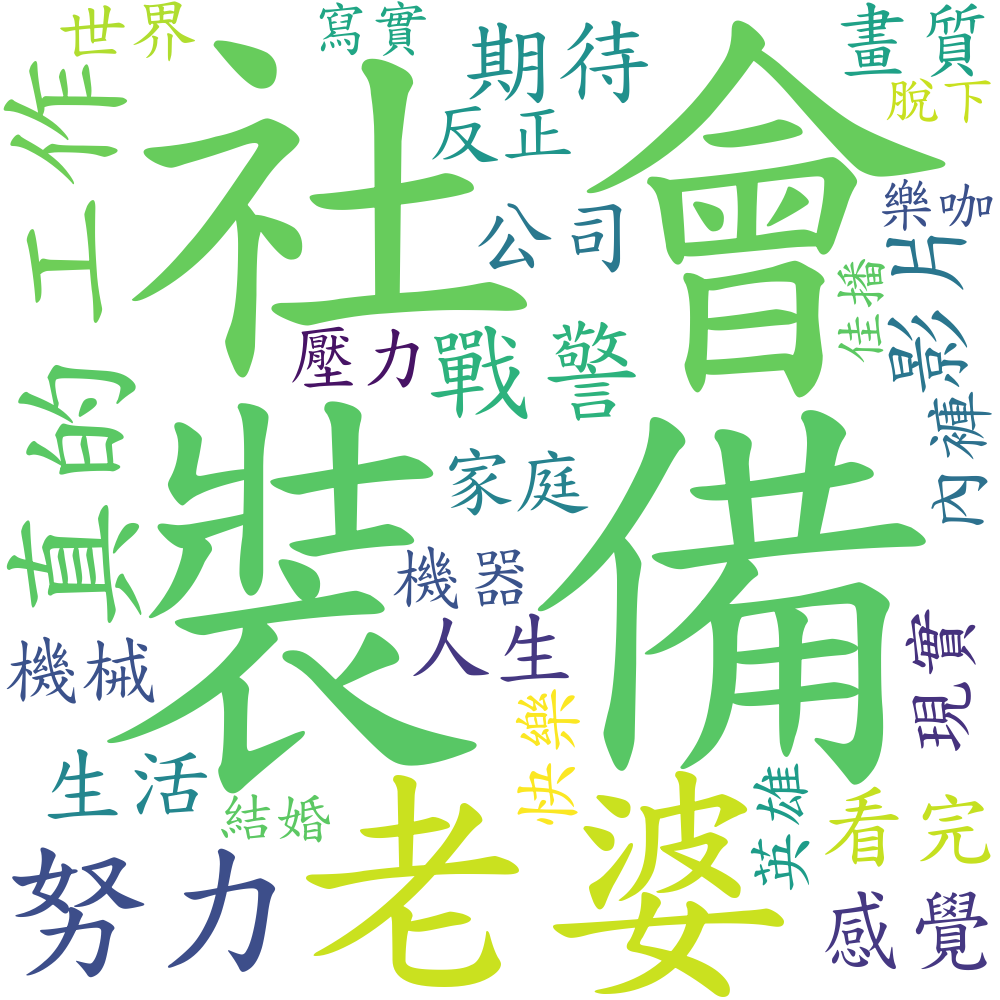 世界
寫實
期待
畫質
脫下
反正
樂咖
社會
工作
公司
影片
佳播
壓力
戰警
真的
內褲
家庭
裝備
機器
人生
機械
現實
快樂
生活
結婚
英雄
看完
努力
老婆
感覺